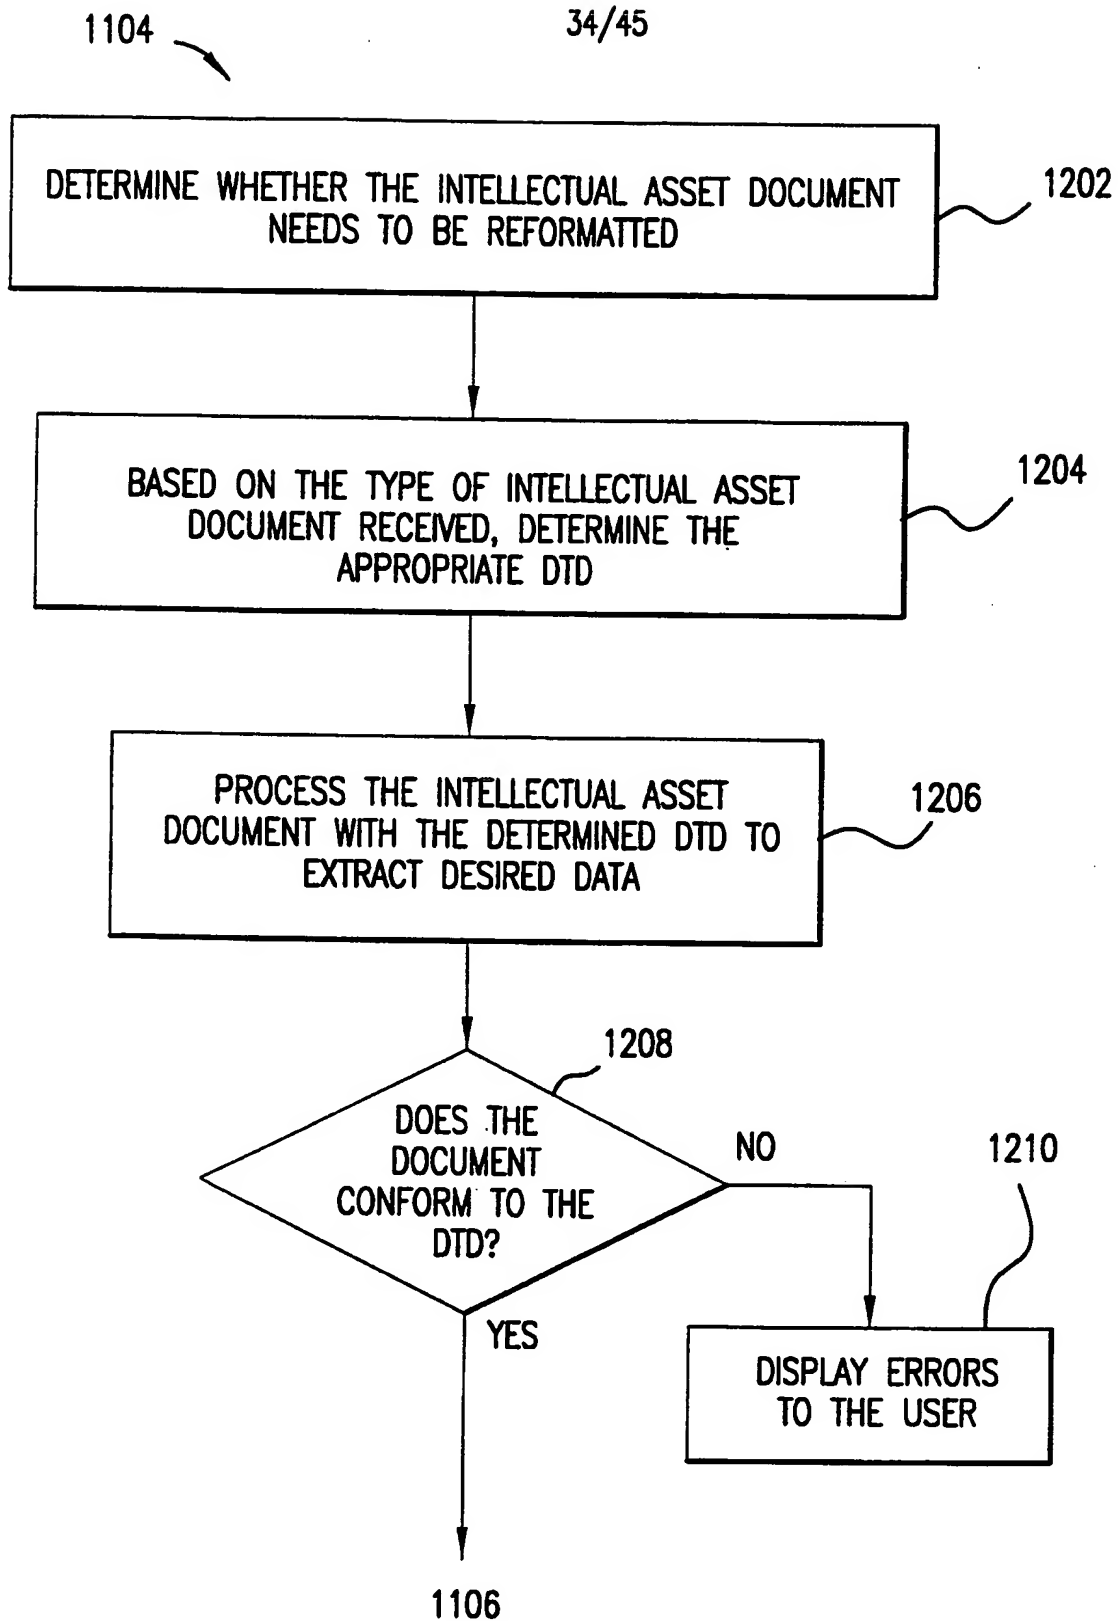 34/45
1104
DETERMINE WHETHER THE INTELLECTUAL ASSET DOCUMENT
NEEDS TO BE REFORMATTED
1202
BASED ON THE TYPE OF INTELLECTUAL ASSET
DOCUMENT RECEIVED, DETERMINE THE
APPROPRIATE DTD
1204
PROCESS THE INTELLECTUAL ASSET
DOCUMENT WITH THE DETERMINED DTD TO
EXTRACT DESIRED DATA
1206
1208
DOES THE
DOCUMENT
CONFORM TO THE
DTD?
NO
1210
YES
DISPLAY ERRORS
TO THE USER
1106